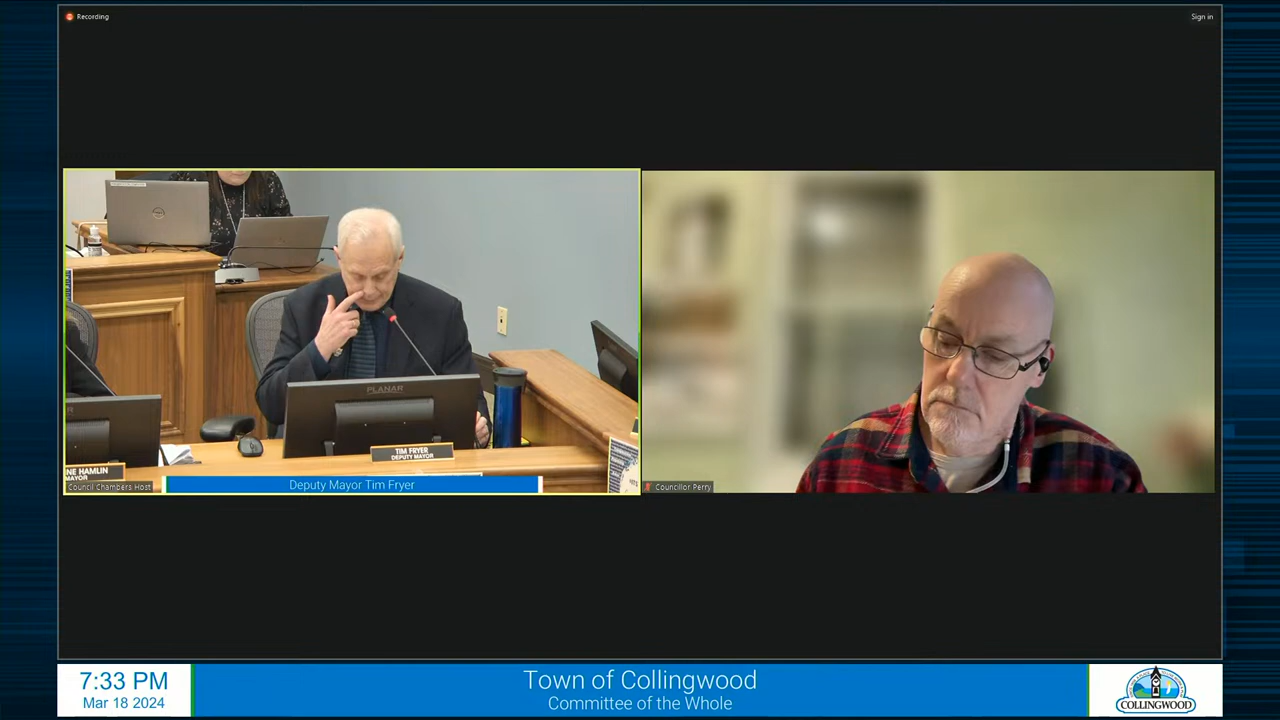 Recording
Sign in
PLANAR
TIM FRYER
DEPUTY MAYOR
NE HAMLIN
MAYOR
Council Chambers Host
Deputy Mayor Tim Fryer
Councillor Perry
7:33 PM
Mar 18 2024
Town of Collingwood
Committee of the Whole
COLLINGWOOD